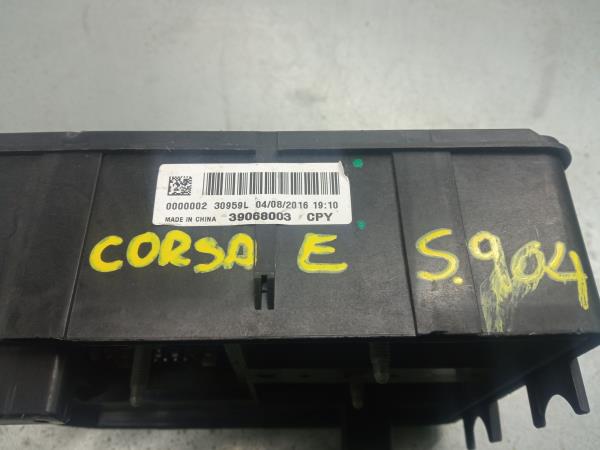 0000002 30959L 04/08/2016 19:10
MADE IN CHINA 39068003 CPY
CORSA E S.904